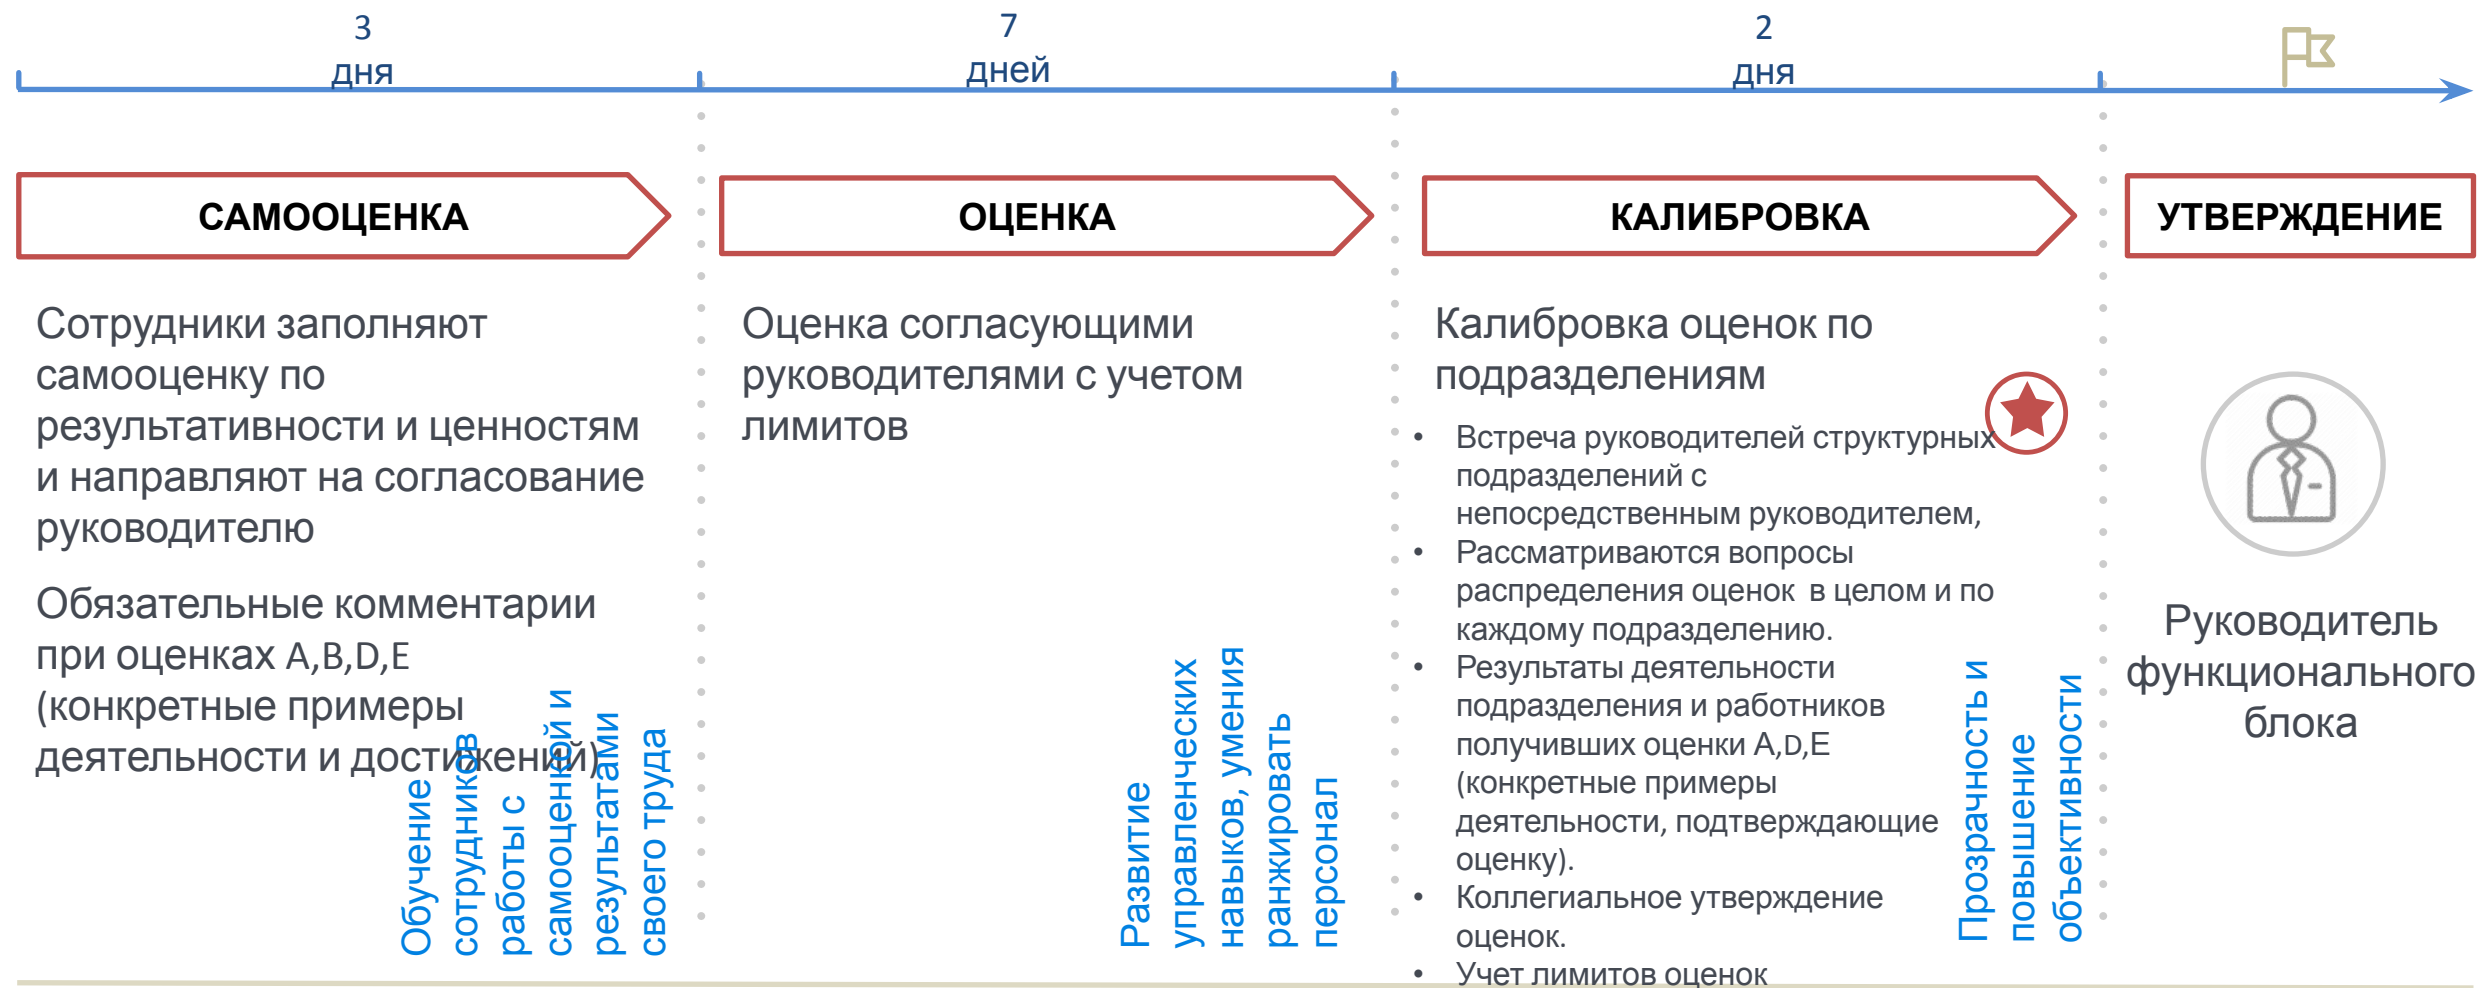 3
дня
7
дней
2
дня
САМООЦЕНКА
ОЦЕНКА
КАЛИБРОВКА
УТВЕРЖДЕНИЕ
Сотрудники заполняют
самооценку по
результативности и ценностям
и направляют на согласование
руководителю
Обязательные комментарии
при оценках A,B,D,E
(конкретные примеры
деятельности и достижений)
Обучение
сотрудников
работы с
самооценкой и
результатами
своего труда
Оценка согласующими
руководителями с учетом
лимитов
Развитие
управленческих
навыков, умения
ранжировать
персонал
Калибровка оценок по
подразделениям
• Встреча руководителей структурных
подразделений с
непосредственным руководителем,
• Рассматриваются вопросы
распределения оценок в целом и по
каждому подразделению.
• Результаты деятельности
подразделения и работников
получивших оценки А,D,Е
(конкретные примеры
деятельности, подтверждающие
оценку).
• Коллегиальное утверждение
оценок.
• Учет лимитов оценок
Прозрачность и
повышение
объективности
Руководитель
функционального
блока